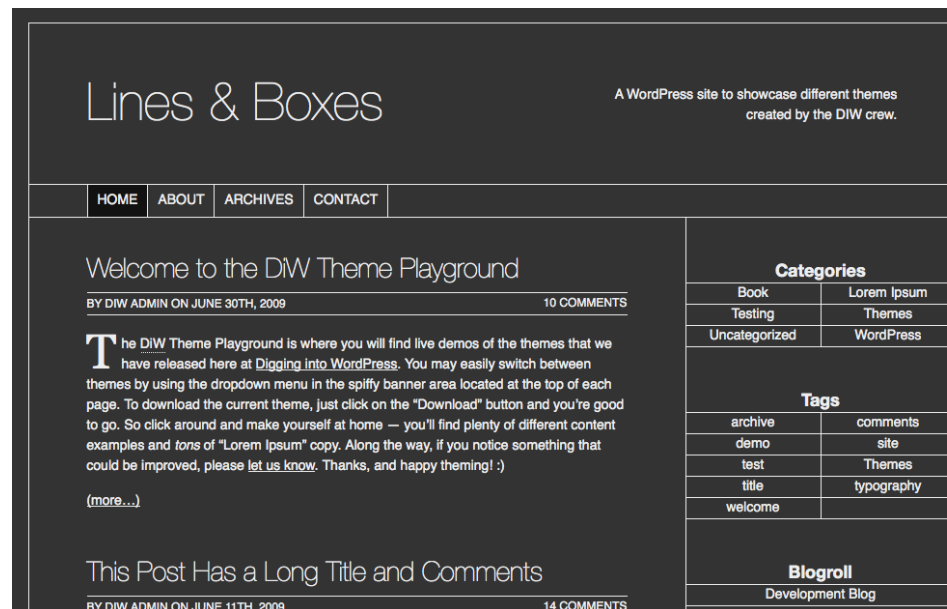 Lines & Boxes
A WordPress site to showcase different themes
created by the DIW crew.
HOME ABOUT ARCHIVES CONTACT
Welcome to the DiW Theme Playground
BY DIW ADMIN ON JUNE 30TH, 2009 10 COMMENTS
The DiW Theme Playground is where you will find live demos of the themes that we
have released here at Digging into WordPress. You may easily switch between
themes by using the dropdown menu in the spiffy banner area located at the top of each
page. To download the current theme, just click on the “Download” button and you’re good
to go. So click around and make yourself at home — you’ll find plenty of different content
examples and tons of “Lorem Ipsum” copy. Along the way, if you notice something that
could be improved, please let us know. Thanks, and happy theming! :)
(more…)
This Post Has a Long Title and Comments
BY DIW ADMIN ON JUNE 11TH, 2009 14 COMMENTS
Categories
Book Lorem Ipsum
Testing Themes
Uncategorized WordPress
Tags
archive comments
demo site
test Themes
title typography
welcome
Blogroll
Development Blog